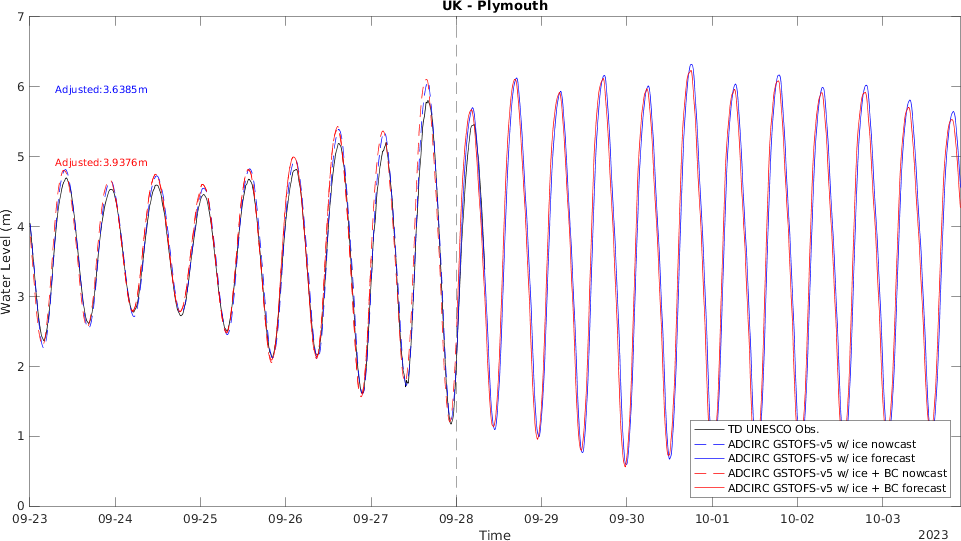 UK - Plymouth
7
6
5
4
3
2
1
0
Water Level (m)
Adjusted:3.6385m
Adjusted:3.9376m
TD UNESCO Obs.
ADCIRC GSTOFS-v5 w/ ice nowcast
ADCIRC GSTOFS-v5 w/ ice forecast
ADCIRC GSTOFS-v5 w/ ice + BC nowcast
ADCIRC GSTOFS-v5 w/ ice + BC forecast
09-23 09-24 09-25 09-26 09-27 09-28 09-29 09-30 10-01 10-02 10-03
Time
2023